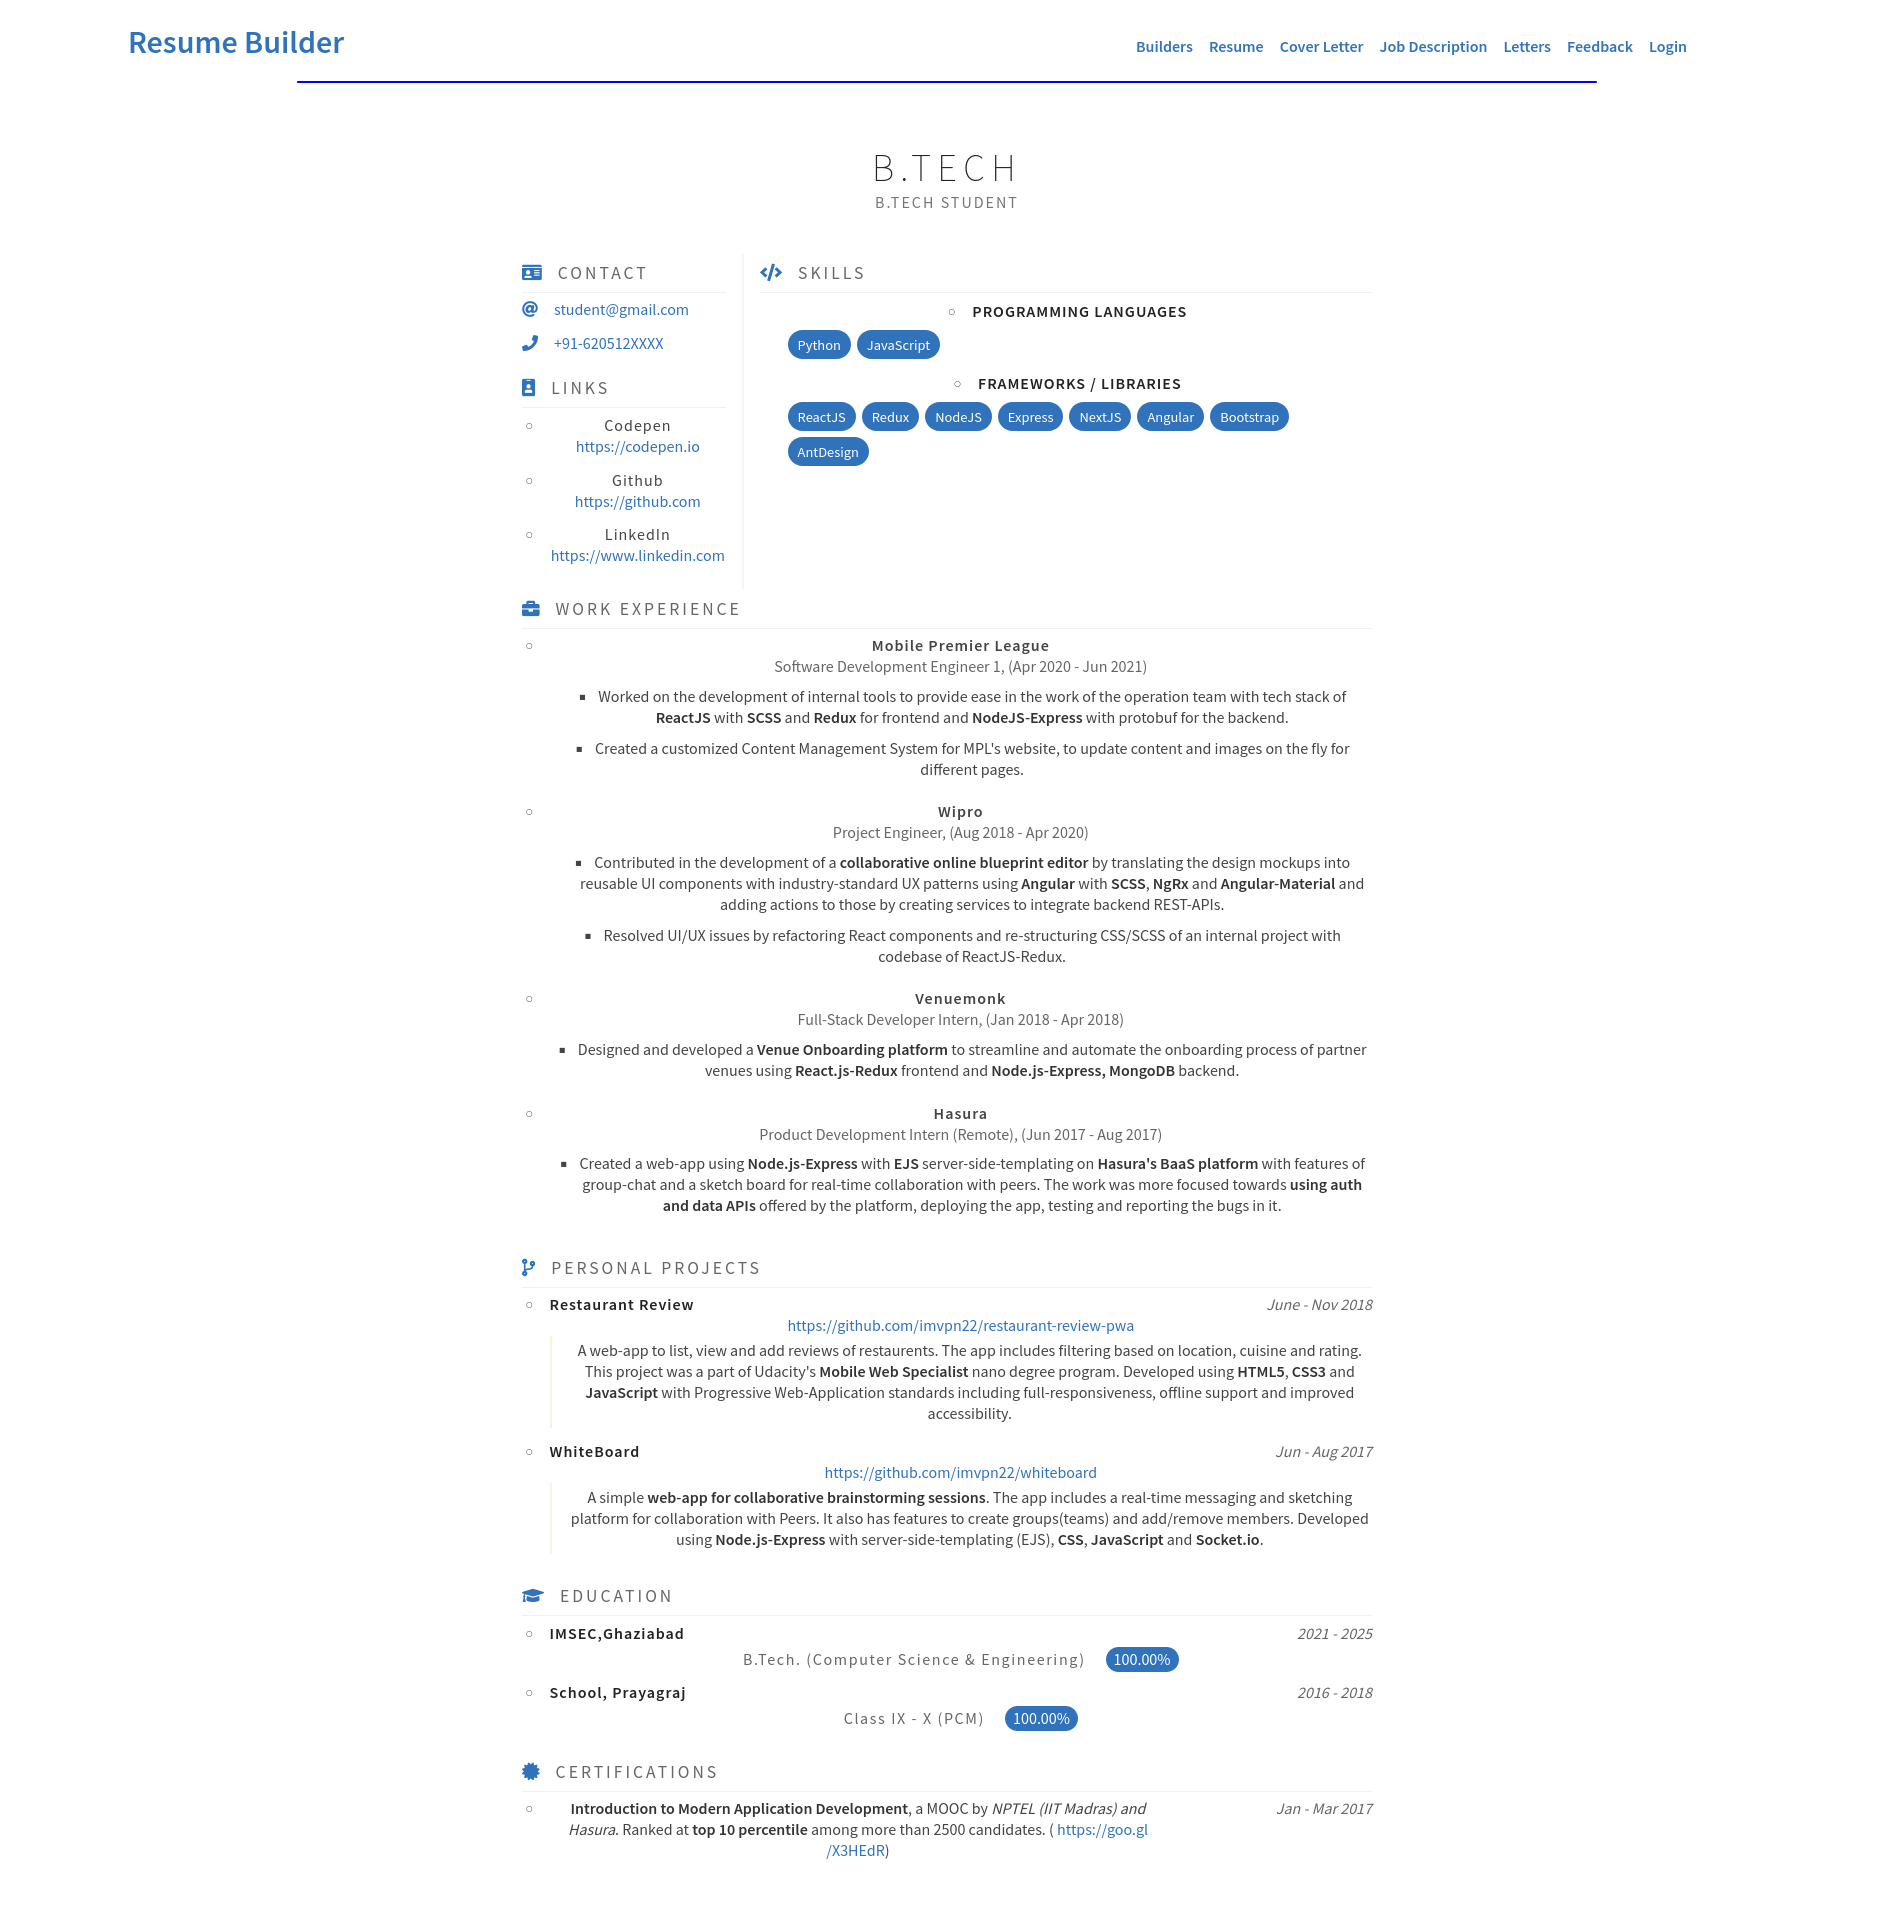 Resume Builder
Builders Resume Cover Letter Job Description Letters Feedback Login
B.TECH
B.TECH STUDENT
CONTACT
student@gmail.com
+91-620512XXXX
LINKS
Codepen
https://codepen.io
Github
https://github.com
LinkedIn
https://www.linkedin.com
SKILLS
PROGRAMMING LANGUAGES
Python JavaScript
FRAMEWORKS / LIBRARIES
ReactJS Redux NodeJS Express NextJS Angular Bootstrap
AntDesign
WORK EXPERIENCE
Mobile Premier League
Software Development Engineer 1, (Apr 2020 - Jun 2021)
Worked on the development of internal tools to provide ease in the work of the operation team with tech stack of
ReactJS with SCSS and Redux for frontend and NodeJS-Express with protobuf for the backend.
Created a customized Content Management System for MPL's website, to update content and images on the fly for
different pages.
Wipro
Project Engineer, (Aug 2018 - Apr 2020)
Contributed in the development of a collaborative online blueprint editor by translating the design mockups into
reusable UI components with industry-standard UX patterns using Angular with SCSS, NgRx and Angular-Material and
adding actions to those by creating services to integrate backend REST-APIs.
Resolved UI/UX issues by refactoring React components and re-structuring CSS/SCSS of an internal project with
codebase of ReactJS-Redux.
Venuemonk
Full-Stack Developer Intern, (Jan 2018 - Apr 2018)
Designed and developed a Venue Onboarding platform to streamline and automate the onboarding process of partner
venues using React.js-Redux frontend and Node.js-Express, MongoDB backend.
Hasura
Product Development Intern (Remote), (Jun 2017 - Aug 2017)
Created a web-app using Node.js-Express with EJS server-side-templating on Hasura's BaaS platform with features of
group-chat and a sketch board for real-time collaboration with peers. The work was more focused towards using auth
and data APIs offered by the platform, deploying the app, testing and reporting the bugs in it.
PERSONAL PROJECTS
Restaurant Review June - Nov 2018
https://github.com/imvpn22/restaurant-review-pwa
A web-app to list, view and add reviews of restaurents. The app includes filtering based on location, cuisine and rating.
This project was a part of Udacity's Mobile Web Specialist nano degree program. Developed using HTML5, CSS3 and
JavaScript with Progressive Web-Application standards including full-responsiveness, offline support and improved
accessibility.
WhiteBoard Jun - Aug 2017
https://github.com/imvpn22/whiteboard
A simple web-app for collaborative brainstorming sessions. The app includes a real-time messaging and sketching
platform for collaboration with Peers. It also has features to create groups(teams) and add/remove members. Developed
using Node.js-Express with server-side-templating (EJS), CSS, JavaScript and Socket.io.
EDUCATION
IMSEC,Ghaziabad 2021 - 2025
B.Tech. (Computer Science & Engineering) 100.00%
School, Prayagraj 2016 - 2018
Class IX - X (PCM) 100.00%
CERTIFICATIONS
Introduction to Modern Application Development, a MOOC by NPTEL (IIT Madras) and Jan - Mar 2017
Hasura. Ranked at top 10 percentile among more than 2500 candidates. ( https://goo.gl
/X3HEdR)